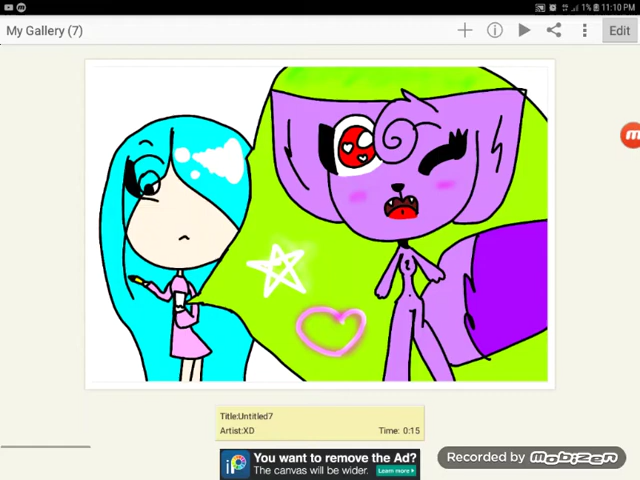 1% 11:10 PM
My Gallery (7)
Edit
Title:Untitled7
Artist:XD
Time: 0:15
You want to remove the Ad?
The canvas will be wider.
Learn more
iP
Recorded by Mobizen